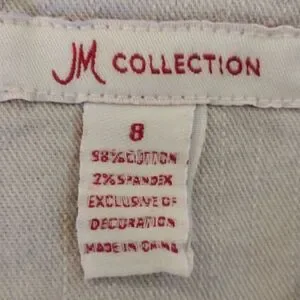 JM COLLECTION
8
98% COTTON
2% SPANDEX
EXCLUSIVE OF
DECORATION
MADE IN CHINA